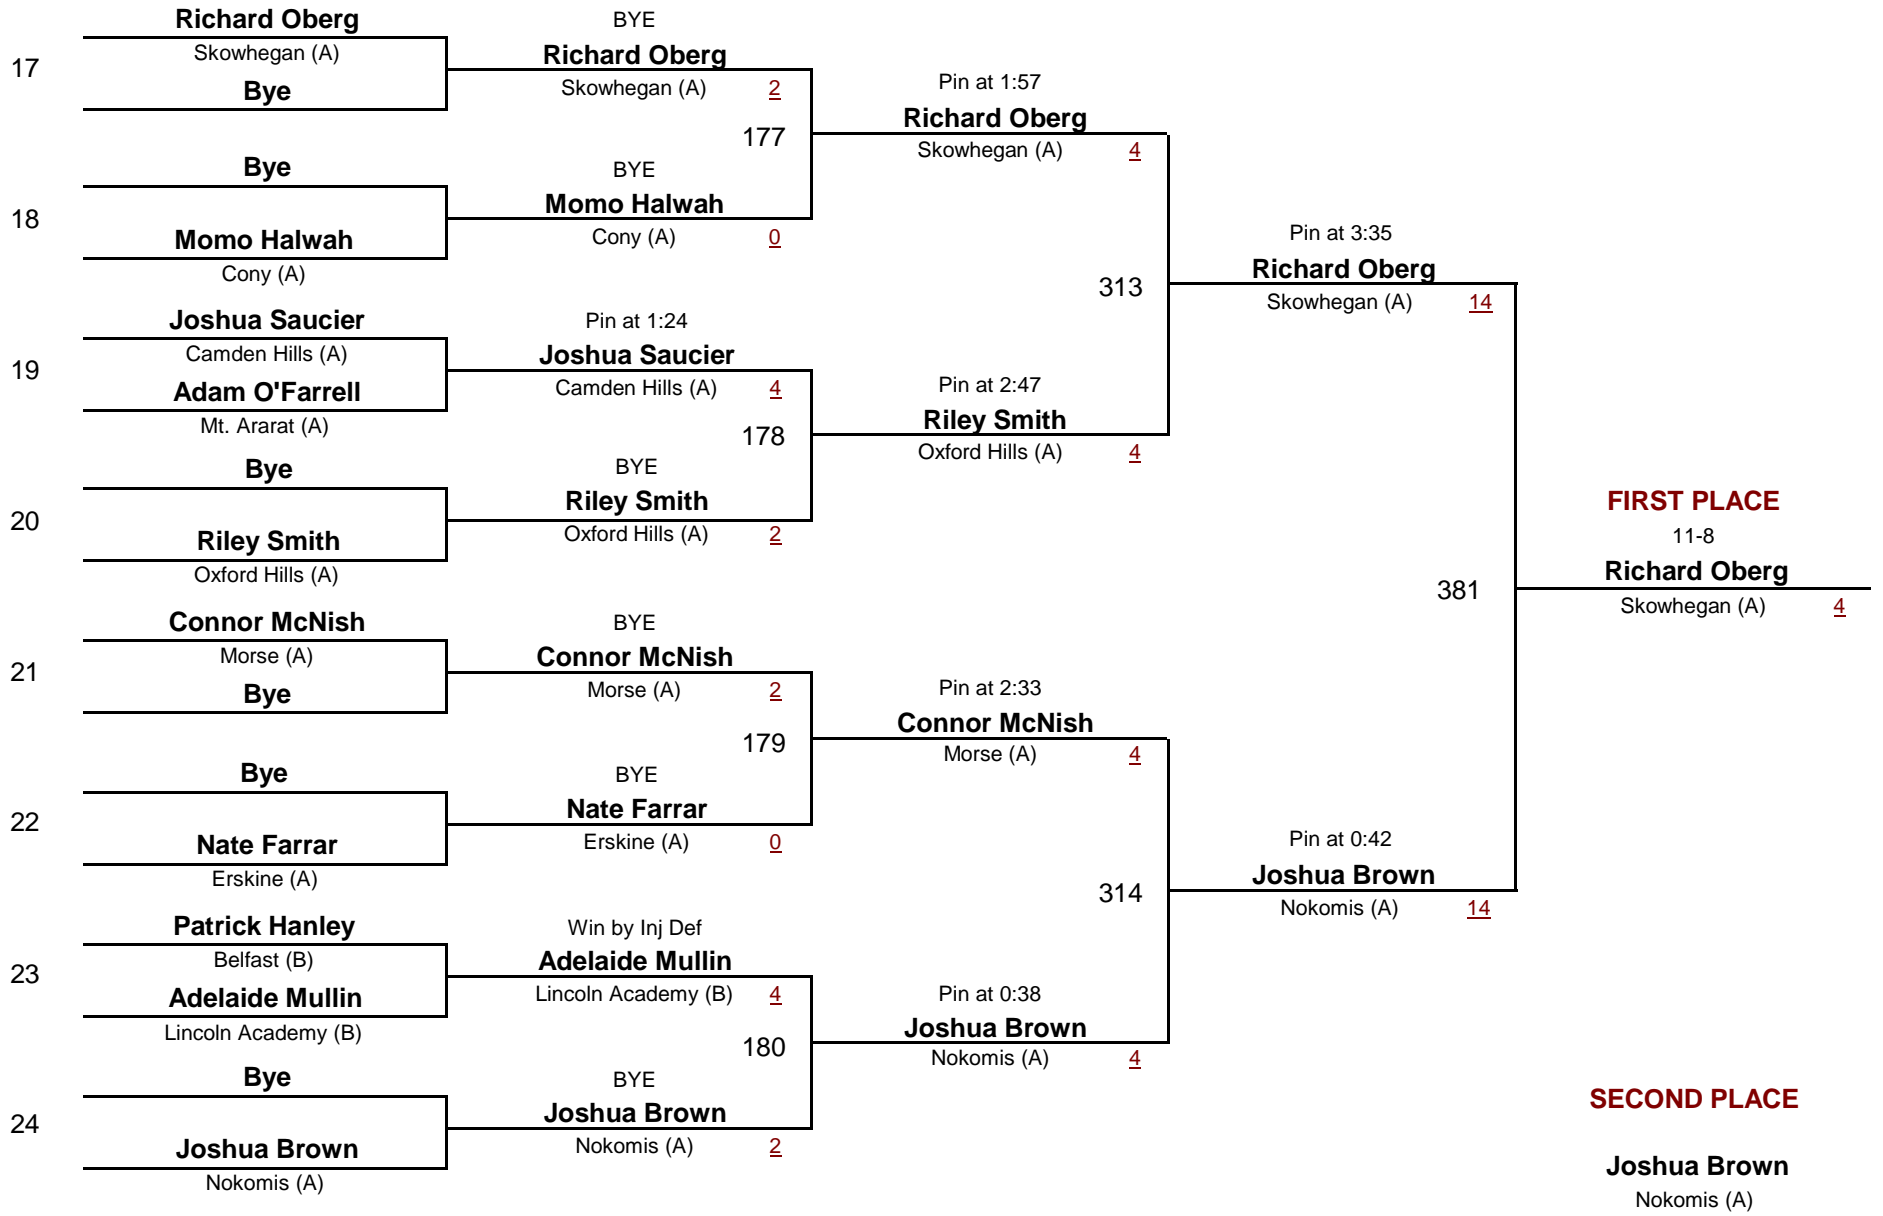 Richard Oberg
Skowhegan (A)
17
Bye
Bye
18
Momo Halwah
Cony (A)
Joshua Saucier
Camden Hills (A)
19
Adam O'Farrell
Mt. Ararat (A)
Bye
20
Riley Smith
Oxford Hills (A)
Connor McNish
Morse (A)
21
Bye
Bye
22
Nate Farrar
Erskine (A)
Patrick Hanley
Belfast (B)
23
Adelaide Mullin
Lincoln Academy (B)
Bye
24
Joshua Brown
Nokomis (A)
BYE
Richard Oberg
Skowhegan (A) 2
177
BYE
Momo Halwah
Cony (A) 0
Pin at 1:24
Joshua Saucier
Camden Hills (A) 4
178
BYE
Riley Smith
Oxford Hills (A) 2
BYE
Connor McNish
Morse (A) 2
179
BYE
Nate Farrar
Erskine (A) 0
Win by Inj Def
Adelaide Mullin
Lincoln Academy (B) 4
180
BYE
Joshua Brown
Nokomis (A) 2
Pin at 1:57
Richard Oberg
Skowhegan (A) 4
313
Pin at 2:47
Riley Smith
Oxford Hills (A) 4
Pin at 2:33
Connor McNish
Morse (A) 4
314
Pin at 0:38
Joshua Brown
Nokomis (A) 4
Pin at 3:35
Richard Oberg
Skowhegan (A) 14
381
Pin at 0:42
Joshua Brown
Nokomis (A) 14
FIRST PLACE
11-8
Richard Oberg
Skowhegan (A) 4
SECOND PLACE
Joshua Brown
Nokomis (A)